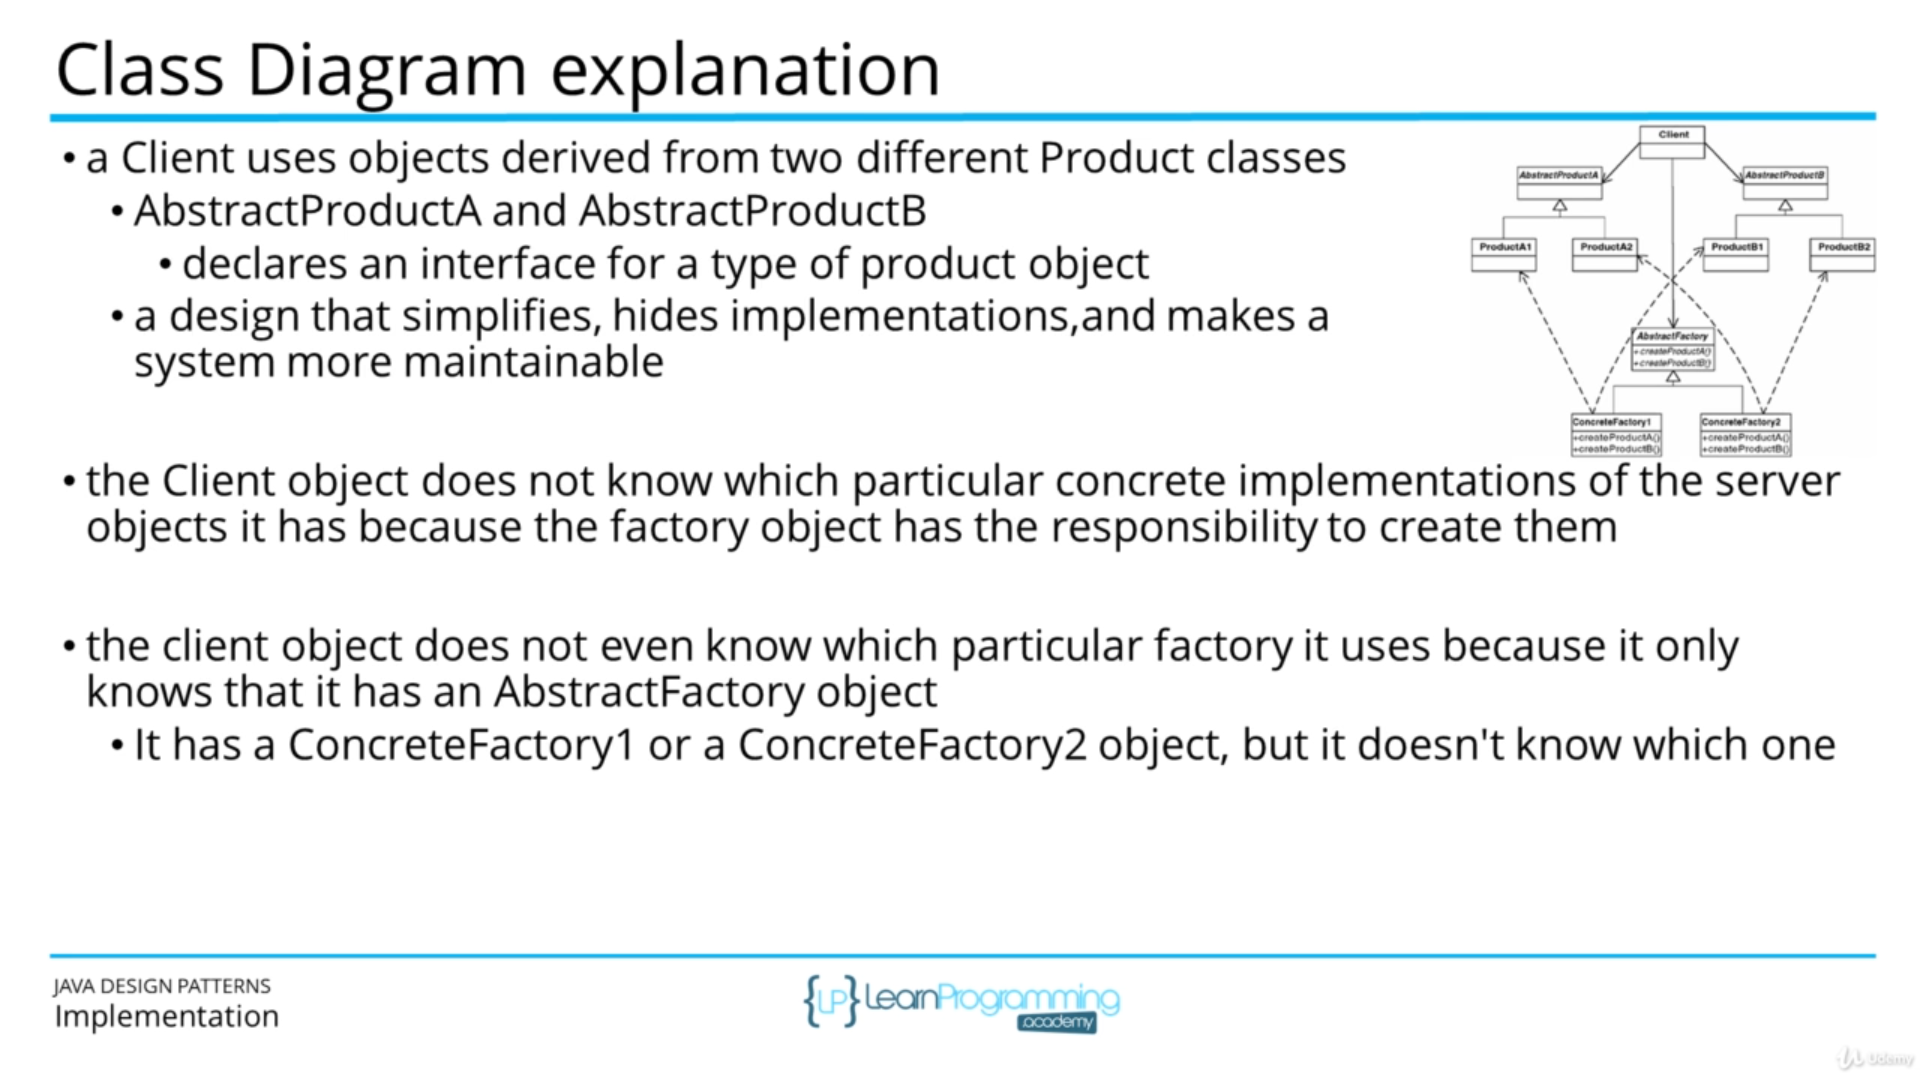 Class Diagram explanation
• a Client uses objects derived from two different Product classes
• AbstractProductA and AbstractProductB
• declares an interface for a type of product object
• a design that simplifies, hides implementations,and makes a
system more maintainable
Client
AbstractProductA
AbstractProductB
ProductA1
ProductA2
ProductB1
ProductB2
AbstractFactory
+createProductA()
+createProductB()
ConcreteFactory1
+createProductA()
+createProductB()
ConcreteFactory2
+createProductA()
+createProductB()
• the Client object does not know which particular concrete implementations of the server
objects it has because the factory object has the responsibility to create them
• the client object does not even know which particular factory it uses because it only
knows that it has an AbstractFactory object
• It has a ConcreteFactory1 or a ConcreteFactory2 object, but it doesn't know which one
JAVA DESIGN PATTERNS
Implementation
{LP} LearnProgramming
.academy
Udemy